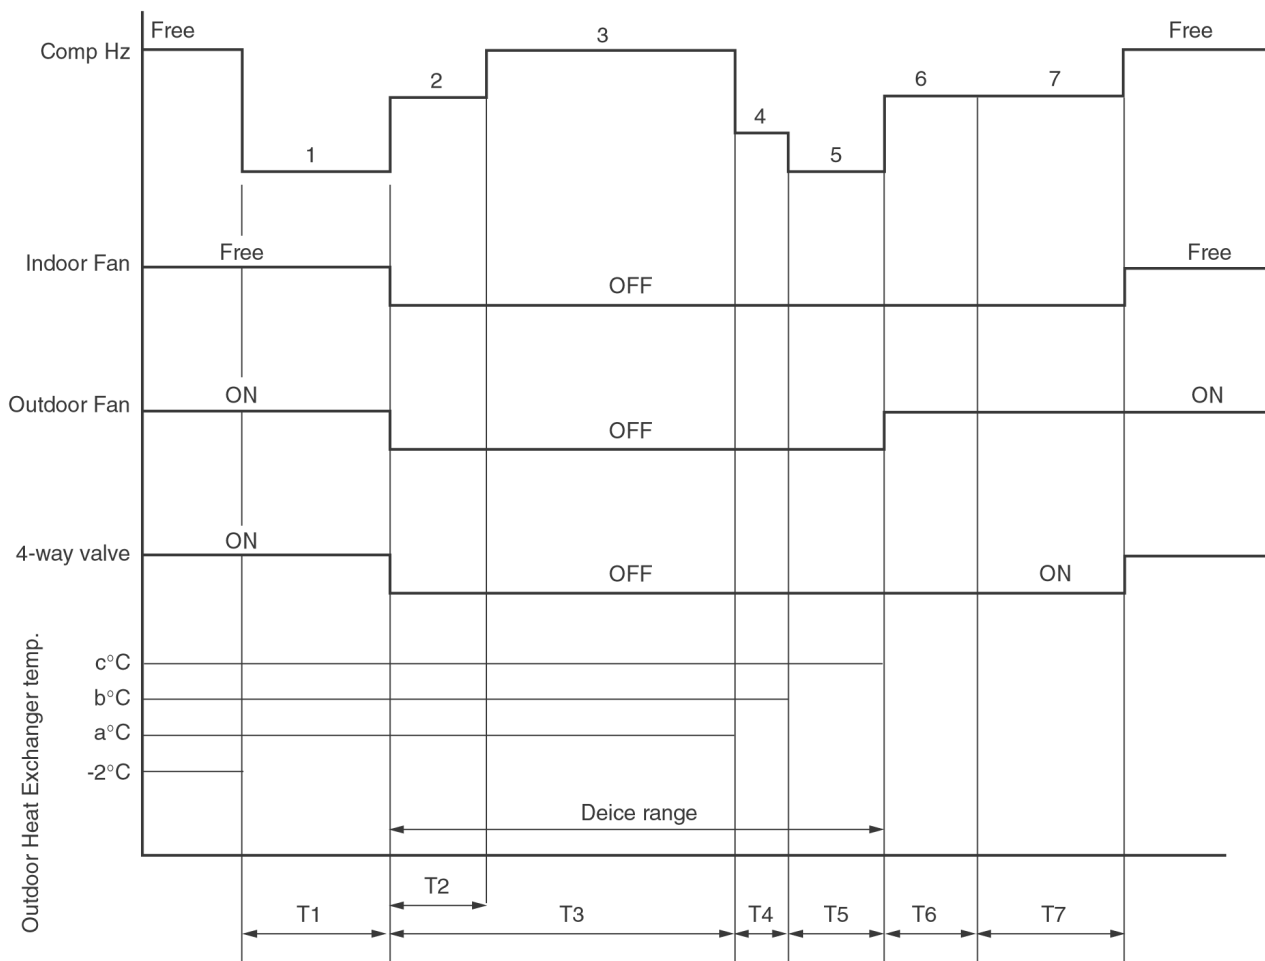 Free
Comp Hz
1
2
3
4
5
6
7
Free
Indoor Fan
Free
OFF
Free
Outdoor Fan
ON
OFF
ON
4-way valve
ON
OFF
ON
Outdoor Heat Exchanger temp.
c°C
b°C
a°C
-2°C
Deice range
T1
T2
T3
T4
T5
T6
T7